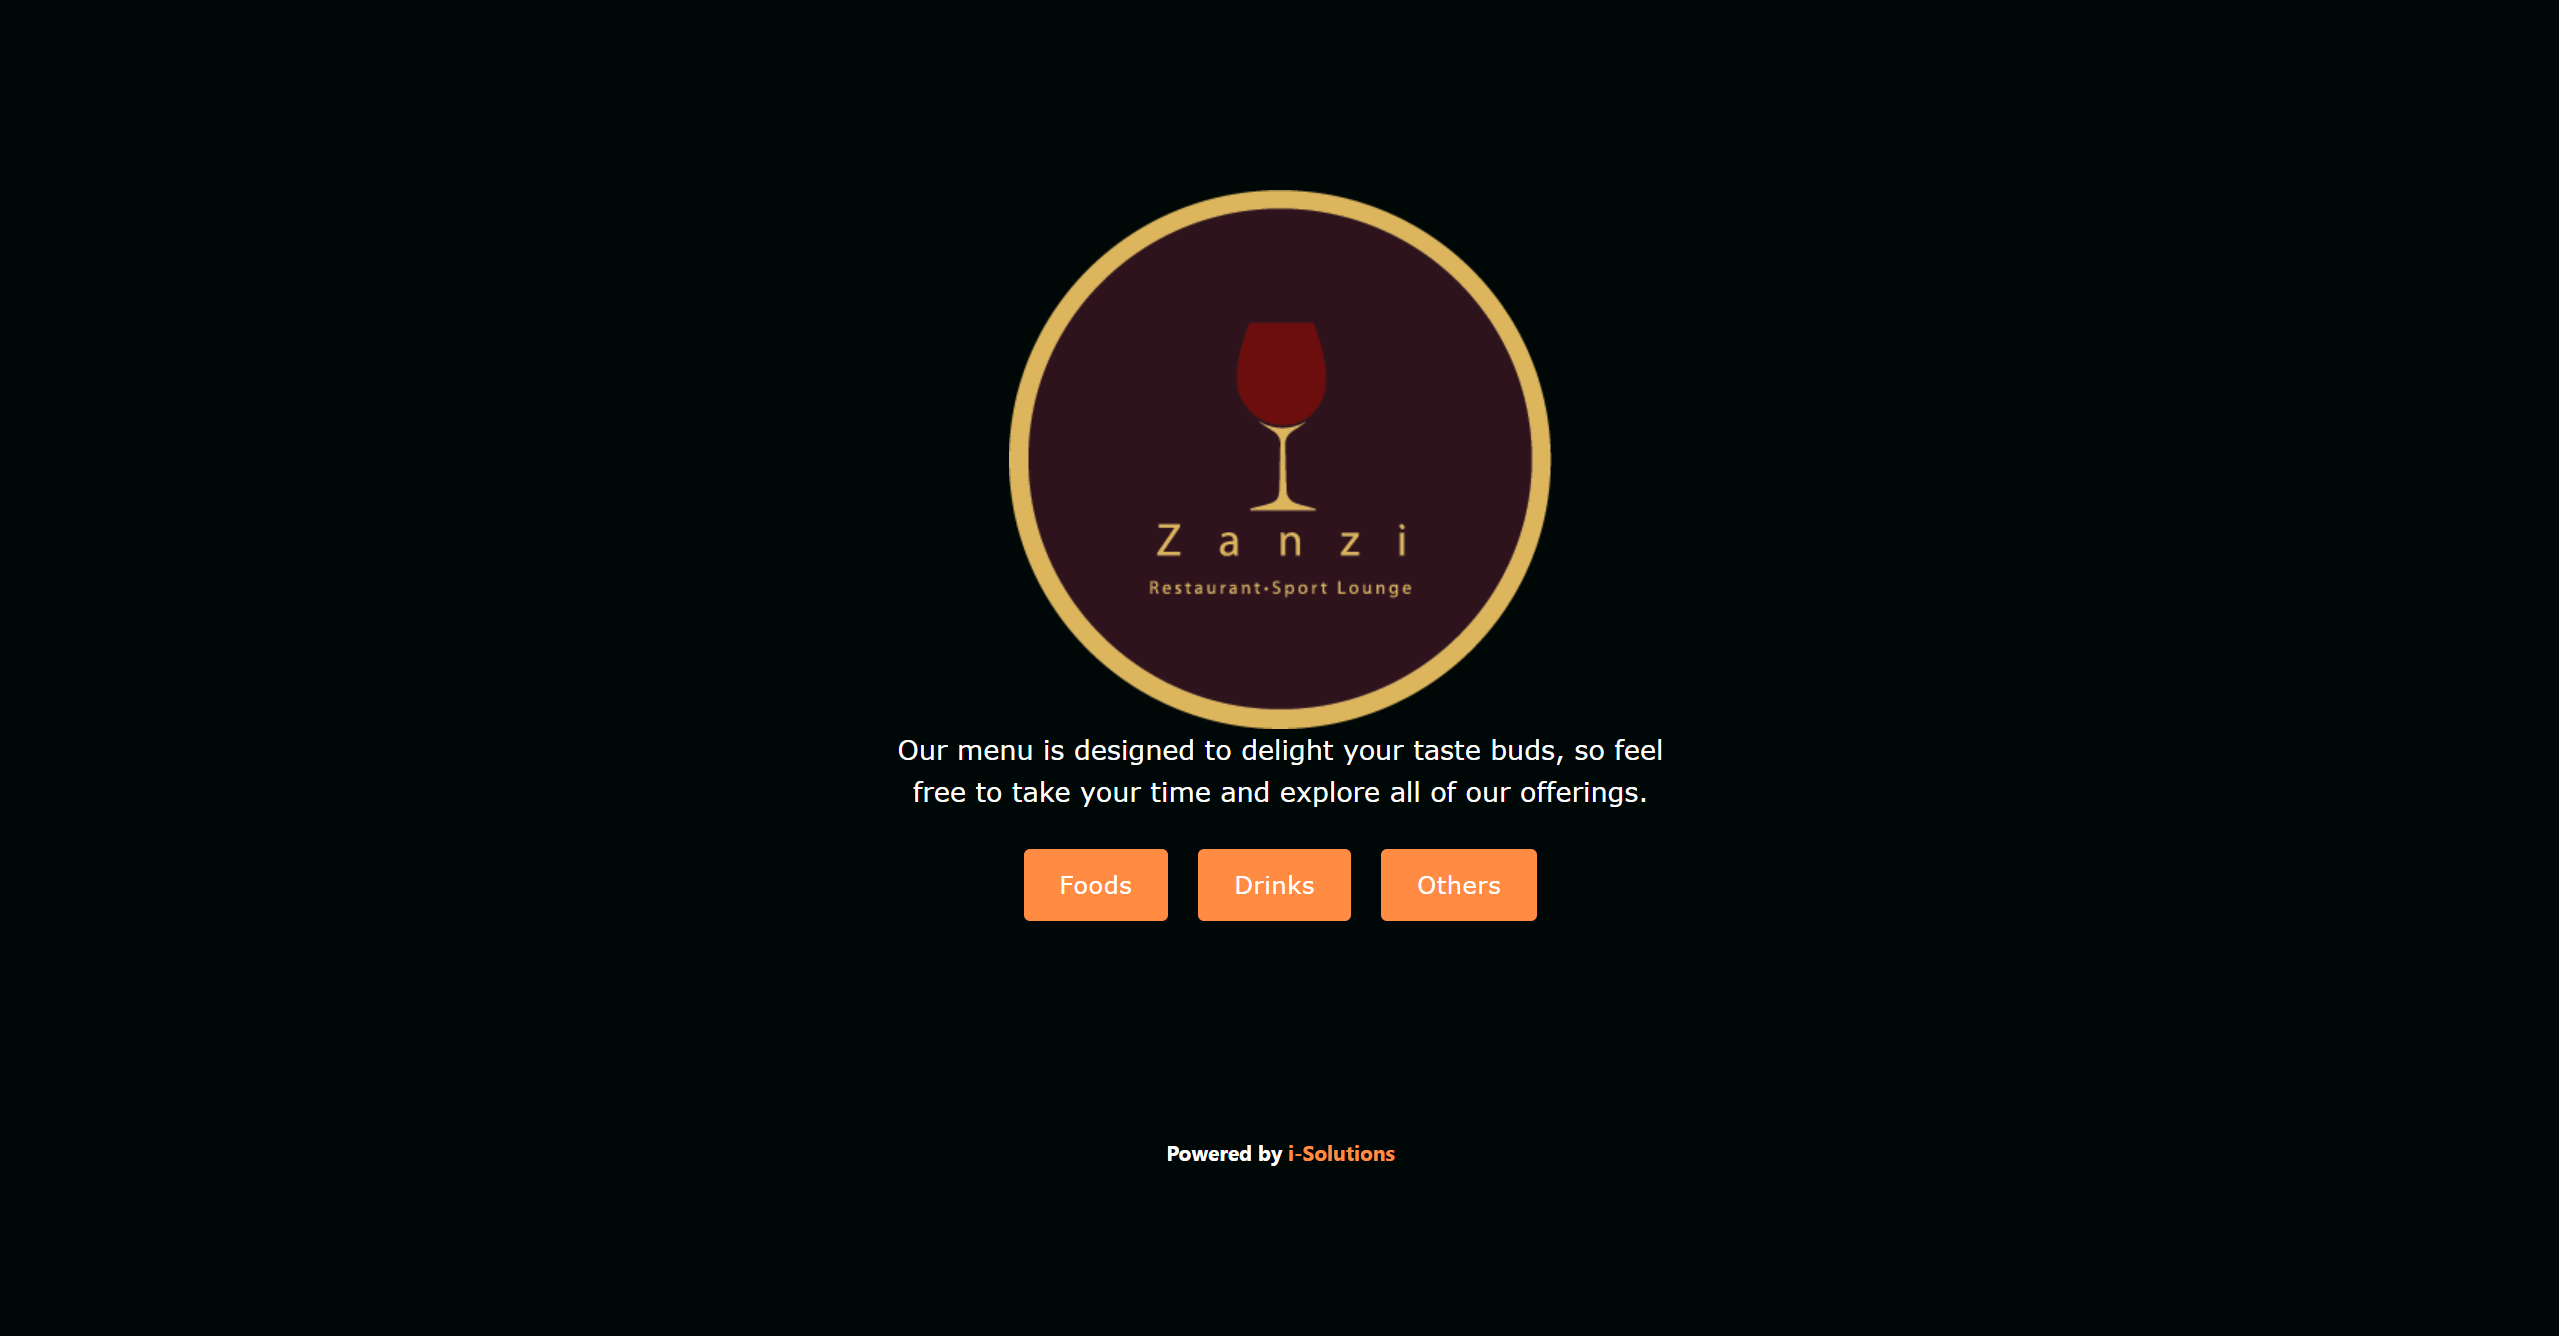 Zanzi
Restaurant•Sport Lounge
Our menu is designed to delight your taste buds, so feel
free to take your time and explore all of our offerings.
Foods Drinks Others
Powered by i-Solutions